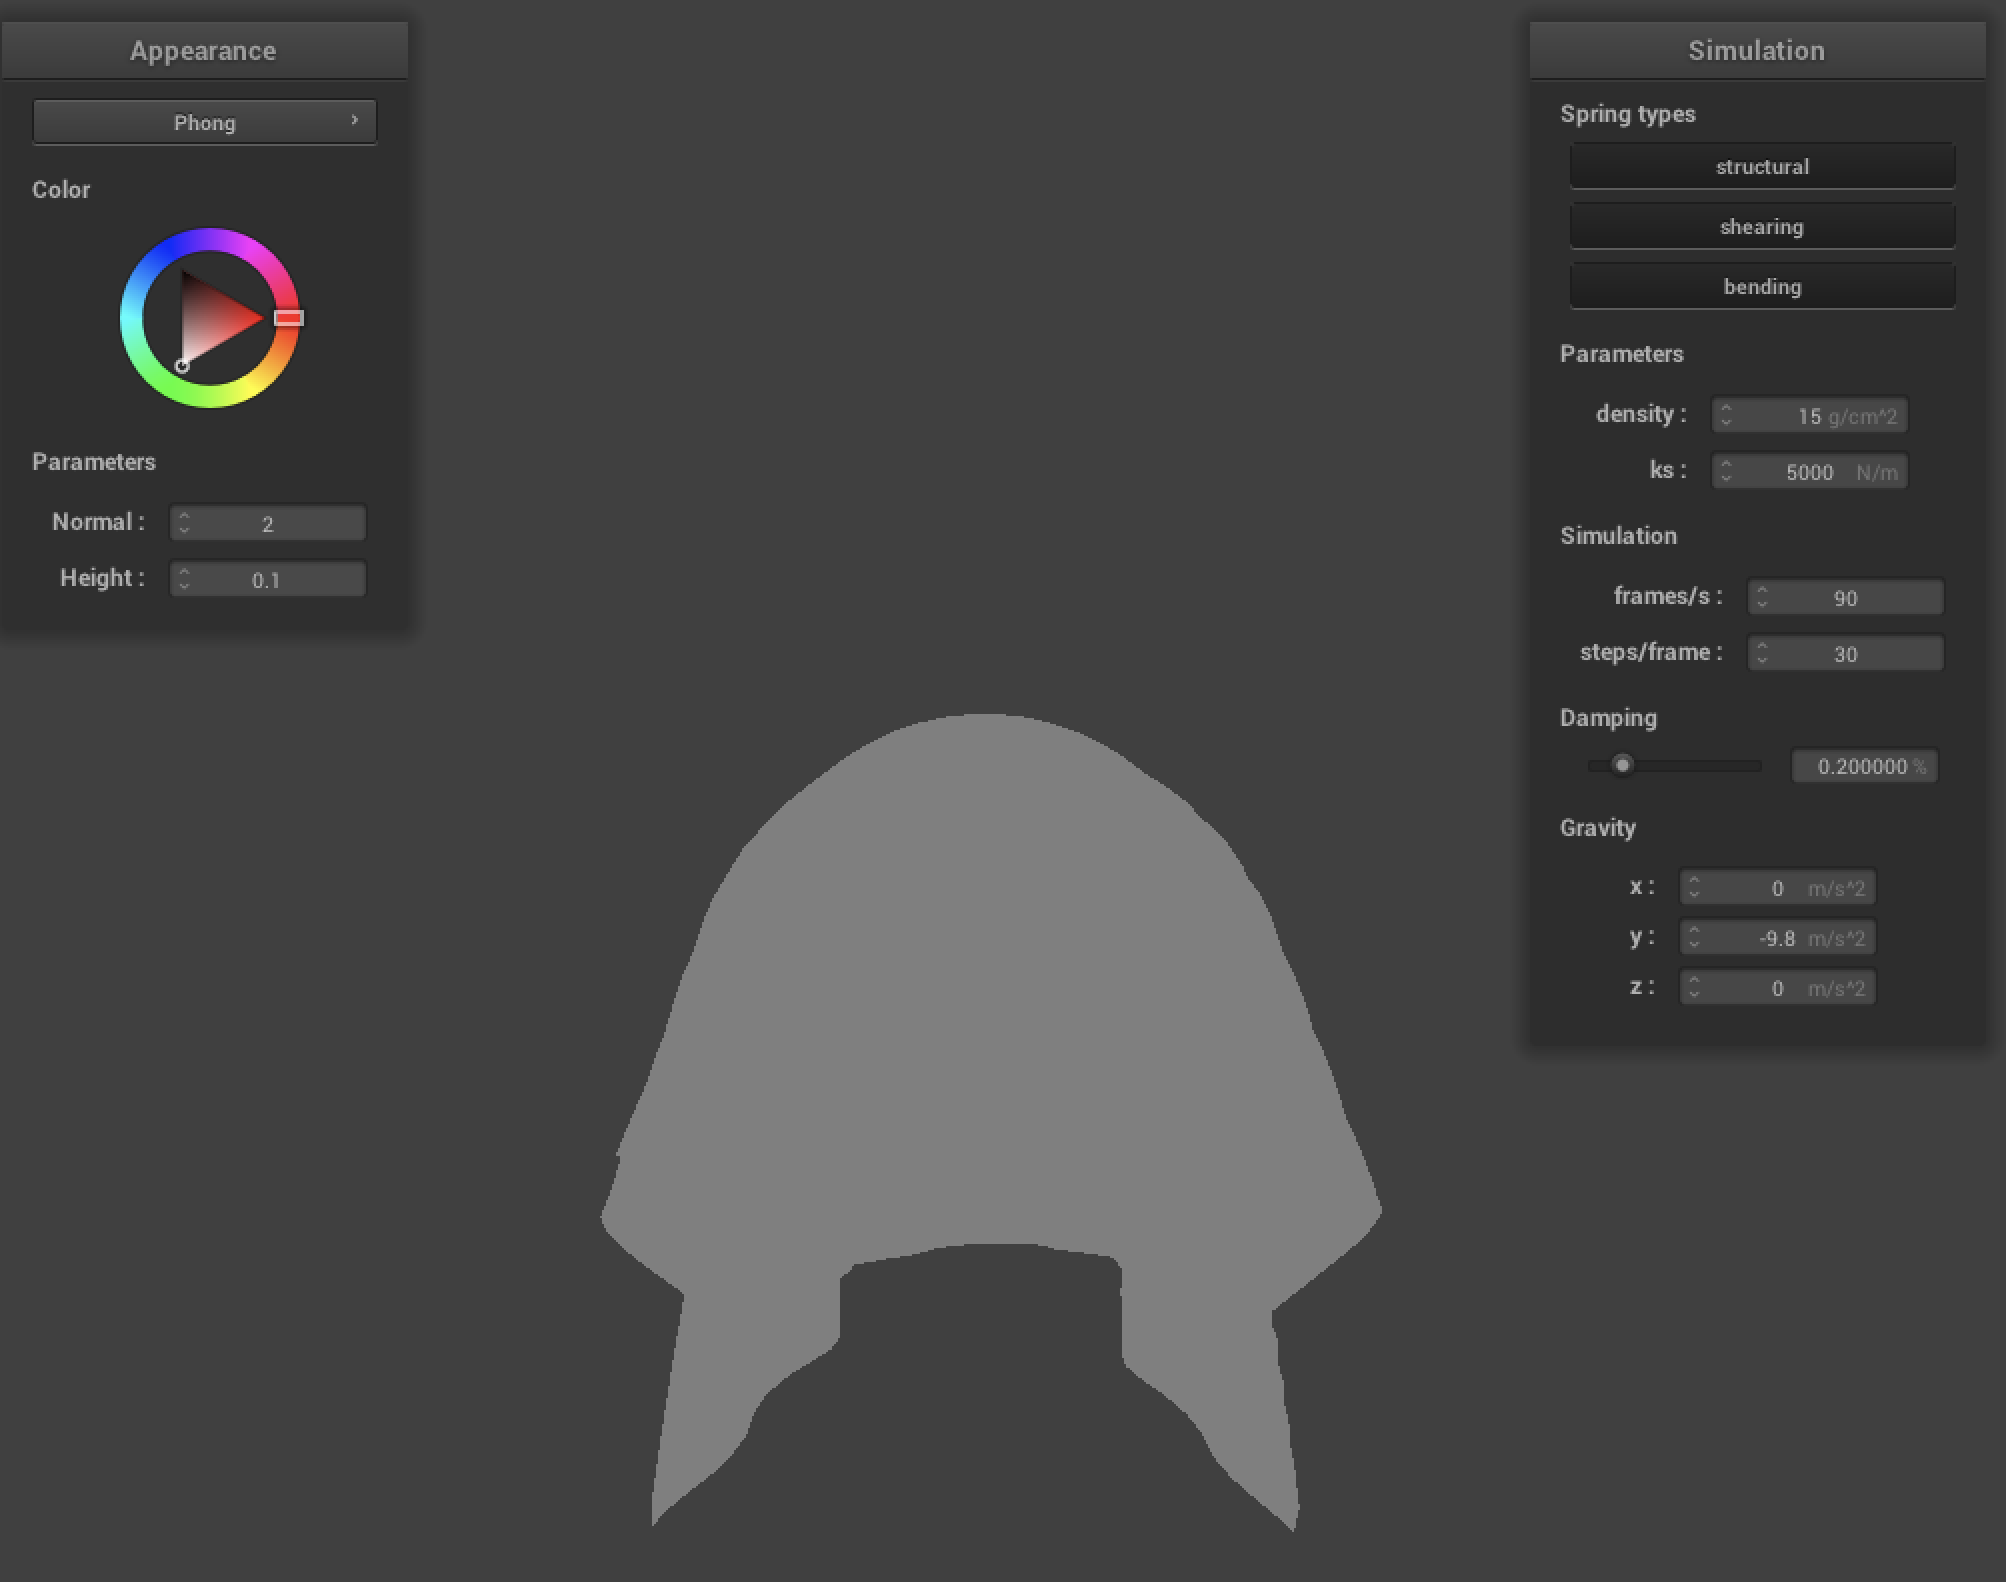 Appearance
Phong
Color
Parameters
Normal : 2
Height : 0.1
Simulation
Spring types
structural
shearing
bending
Parameters
density : 15 g/cm^2
ks : 5000 N/m
Simulation
frames/s : 90
steps/frame : 30
Damping
0.200000 %
Gravity
x : 0 m/s^2
y : -9.8 m/s^2
z : 0 m/s^2